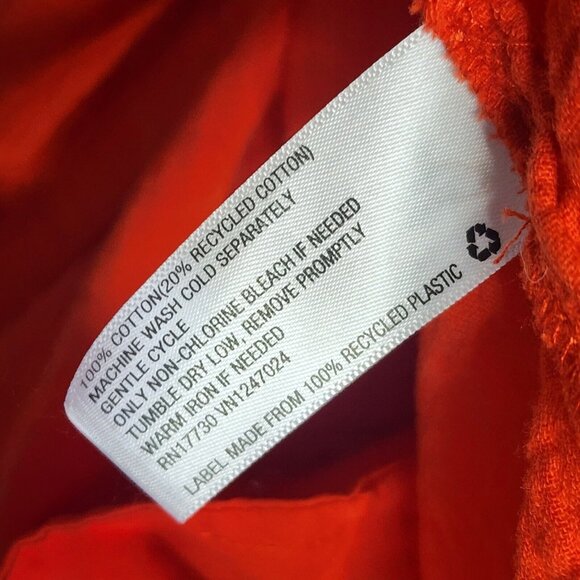 100% COTTON(20% RECYCLED COTTON)
MACHINE WASH COLD SEPARATELY
GENTLE CYCLE
ONLY NON-CHLORINE BLEACH IF NEEDED
TUMBLE DRY LOW, REMOVE PROMPTLY
WARM IRON IF NEEDED
RN17730 VN1247024
LABEL MADE FROM 100% RECYCLED PLASTIC